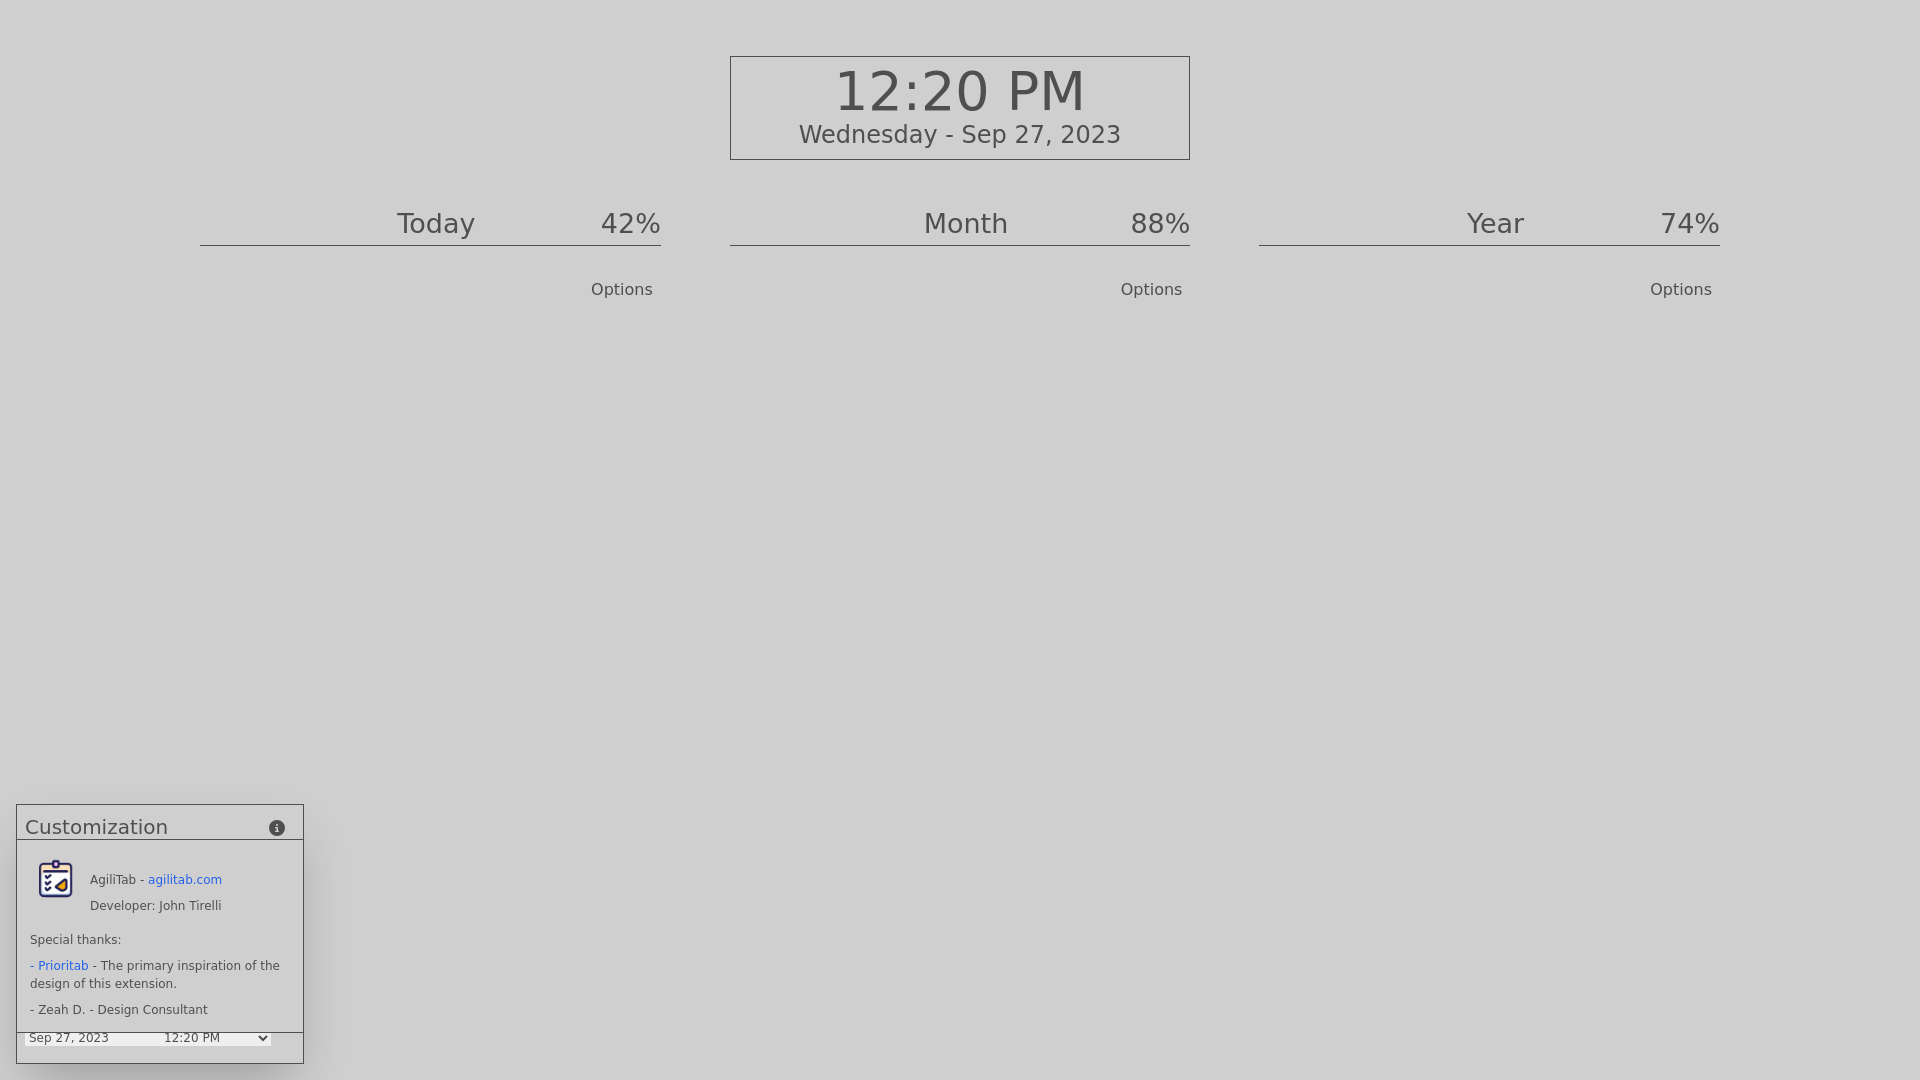 12:20 PM
Wednesday - Sep 27, 2023
Today 42%
Options
Month 88%
Options
Year 74%
Options
Customization
AgiliTab - agilitab.com
Developer: John Tirelli
Special thanks:
- Prioritab - The primary inspiration of the
design of this extension.
- Zeah D. - Design Consultant
Sep 27, 2023 12:20 PM